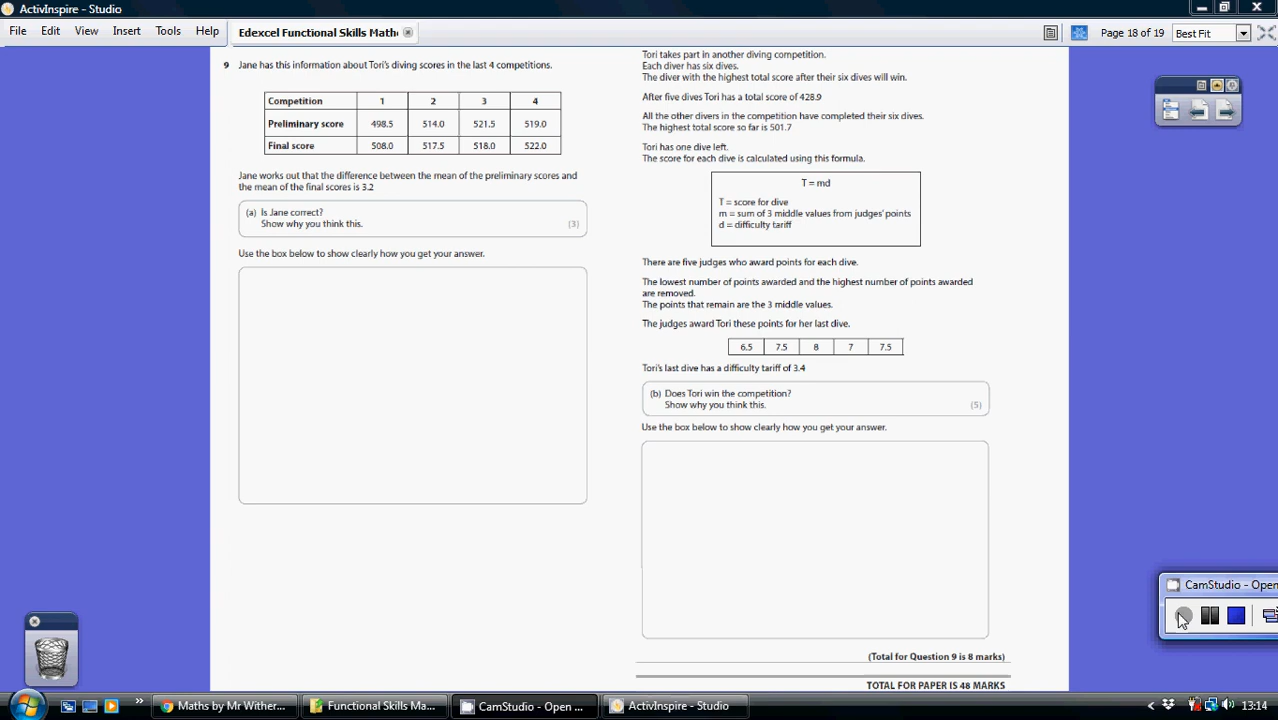 ActivInspire - Studio
File Edit View Insert Tools Help
Edexcel Functional Skills Mathe
Page 18 of 19
Best Fit
9 Jane has this information about Tori's diving scores in the last 4 competitions.
Competition 1 2 3 4
Preliminary score 498.5 514.0 521.5 519.0
Final score 508.0 517.5 518.0 522.0
Jane works out that the difference between the mean of the preliminary scores and
the mean of the final scores is 3.2
(a) Is Jane correct?
Show why you think this.
(3)
Use the box below to show clearly how you get your answer.
Tori takes part in another diving competition.
Each diver has six dives.
The diver with the highest total score after their six dives will win.
After five dives Tori has a total score of 428.9
All the other divers in the competition have completed their six dives.
The highest total score so far is 501.7
Tori has one dive left.
The score for each dive is calculated using this formula.
T = md
T = score for dive
m = sum of 3 middle values from judges' points
d = difficulty tariff
There are five judges who award points for each dive.
The lowest number of points awarded and the highest number of points awarded
are removed.
The points that remain are the 3 middle values.
The judges award Tori these points for her last dive.
6.5 7.5 8 7 7.5
Tori's last dive has a difficulty tariff of 3.4
(b) Does Tori win the competition?
Show why you think this.
(5)
Use the box below to show clearly how you get your answer.
(Total for Question 9 is 8 marks)
TOTAL FOR PAPER IS 48 MARKS
CamStudio - Open
Maths by Mr Wither...
Functional Skills Ma...
CamStudio - Open ...
ActivInspire - Studio
13:14